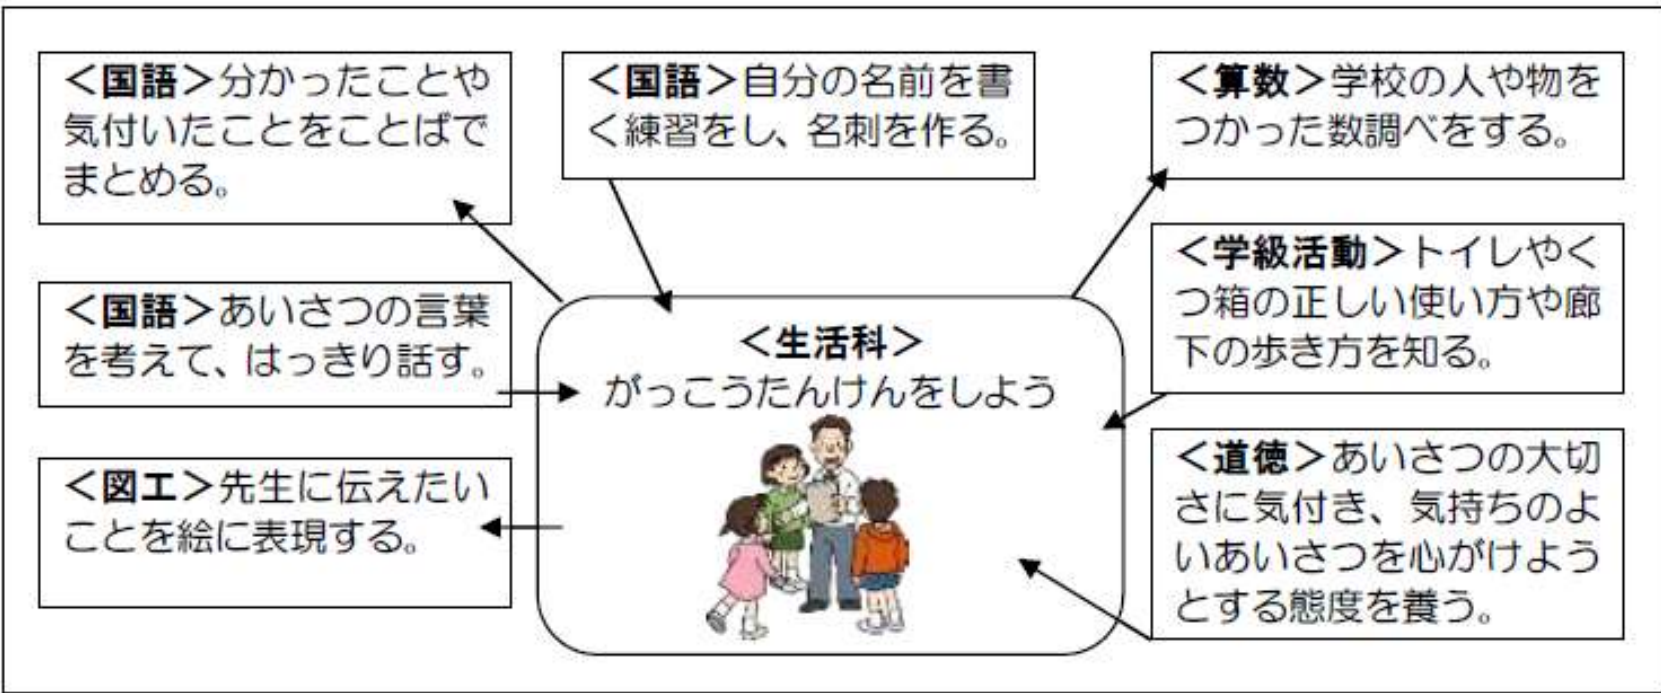 ＜国語＞分かったことや
気付いたことをことばで
まとめる。
＜国語＞自分の名前を書
く練習をし、名刺を作る。
＜算数＞学校の人や物を
つかった数調べをする。
＜国語＞あいさつの言葉
を考えて、はっきり話す。
＜生活科＞
がっこうたんけんをしよう
＜学級活動＞トイレやく
つ箱の正しい使い方や廊
下の歩き方を知る。
＜図工＞先生に伝えたい
ことを絵に表現する。
＜道徳＞あいさつの大切
さに気付き、気持ちのよ
いあいさつを心がけよう
とする態度を養う。